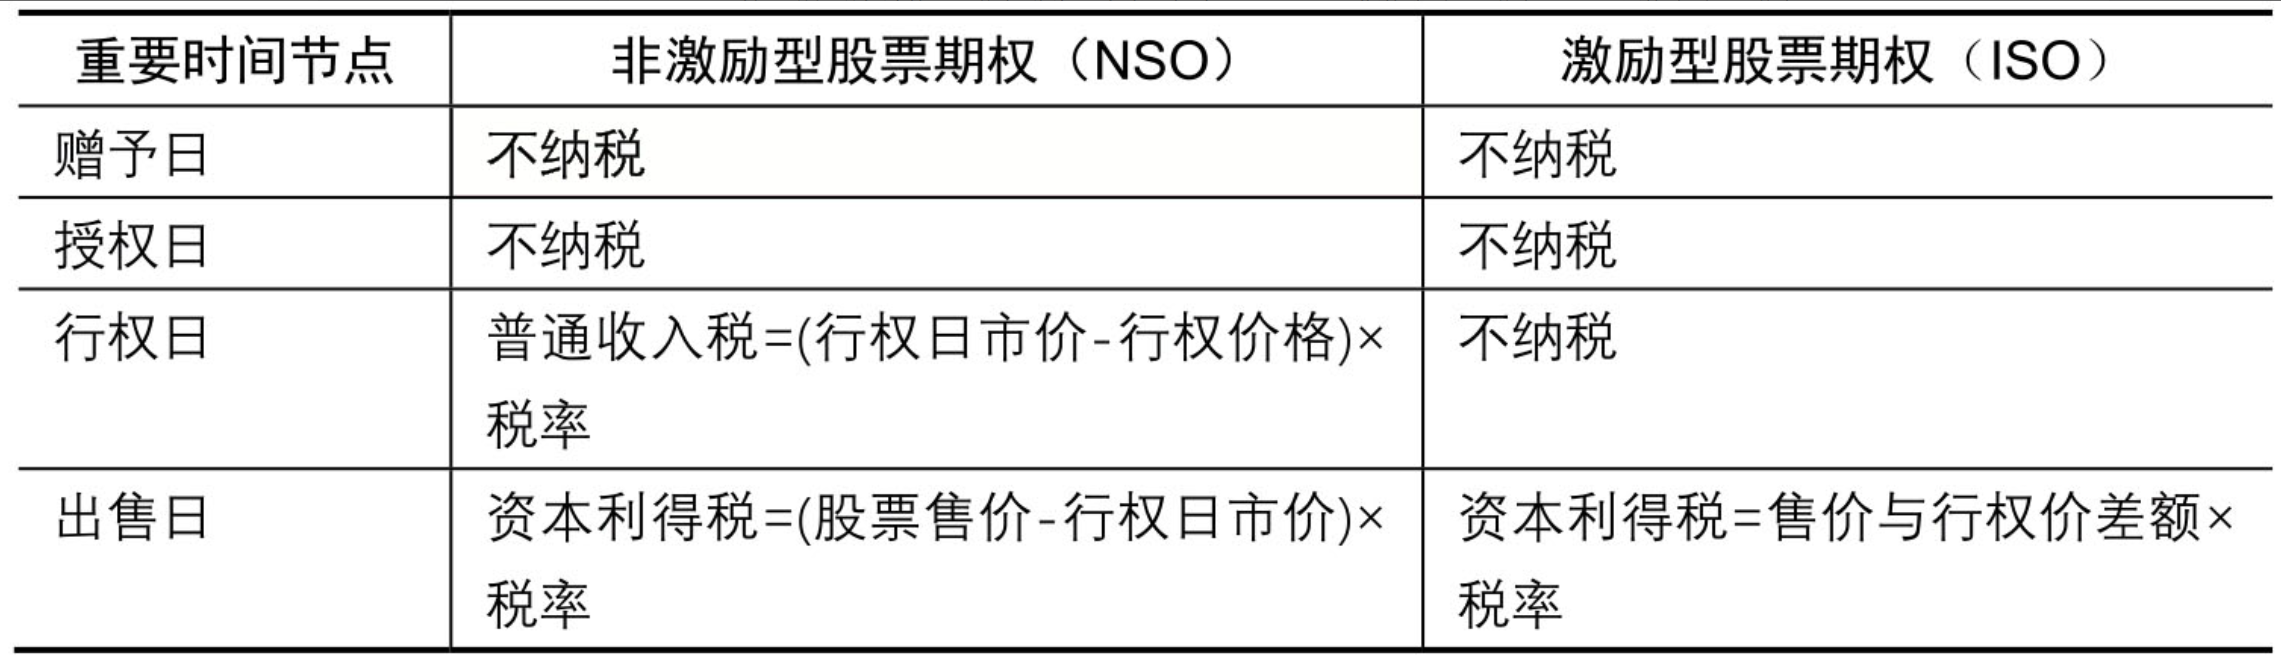 重要时间节点 非激励型股票期权（NSO） 激励型股票期权（ISO）
赠予日 不纳税 不纳税
授权日 不纳税 不纳税
行权日 普通收入税=(行权日市价-行权价格)× 不纳税
税率
出售日 资本利得税=(股票售价-行权日市价)× 资本利得税=售价与行权价差额×
税率 税率